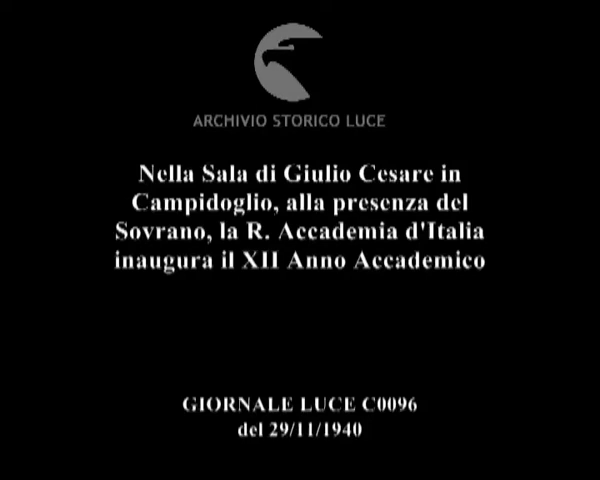 ARCHIVIO STORICO LUCE
Nella Sala di Giulio Cesare in
Campidoglio, alla presenza del
Sovrano, la R. Accademia d'Italia
inaugura il XII Anno Accademico
GIORNALE LUCE C0096
del 29/11/1940